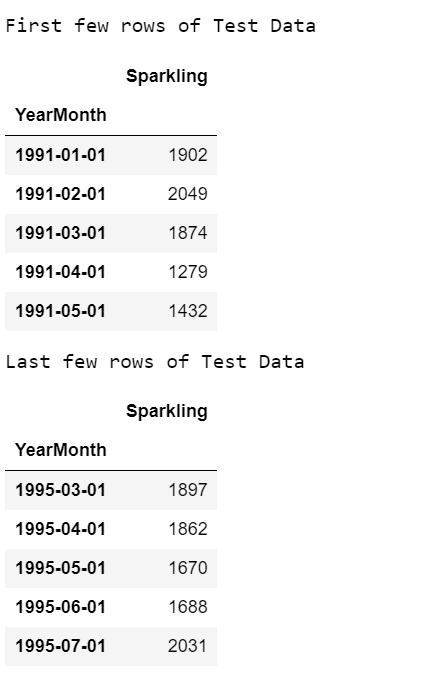 First few rows of Test Data
Sparkling
YearMonth
1991-01-01 1902
1991-02-01 2049
1991-03-01 1874
1991-04-01 1279
1991-05-01 1432
Last few rows of Test Data
Sparkling
YearMonth
1995-03-01 1897
1995-04-01 1862
1995-05-01 1670
1995-06-01 1688
1995-07-01 2031